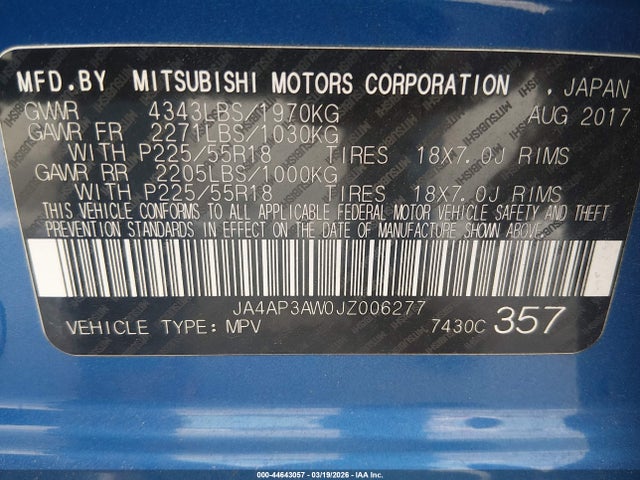 MFD.BY MITSUBISHI MOTORS CORPORATION , JAPAN
GVWR 4343LBS/1970KG AUG 2017
GAWR FR 2271LBS/1030KG
WITH P225/55R18 TIRES 18X7.0J RIMS
GAWR RR 2205LBS/1000KG
WITH P225/55R18 TIRES 18X7.0J RIMS
THIS VEHICLE CONFORMS TO ALL APPLICABLE FEDERAL MOTOR VEHICLE SAFETY AND THEFT
PREVENTION STANDARDS IN EFFECT ON THE DATE OF MANUFACTURE SHOWN ABOVE.
JA4AP3AW0JZ006277
VEHICLE TYPE: MPV 7430C 357
000-44643057 - 03/19/2026 - IAA Inc.